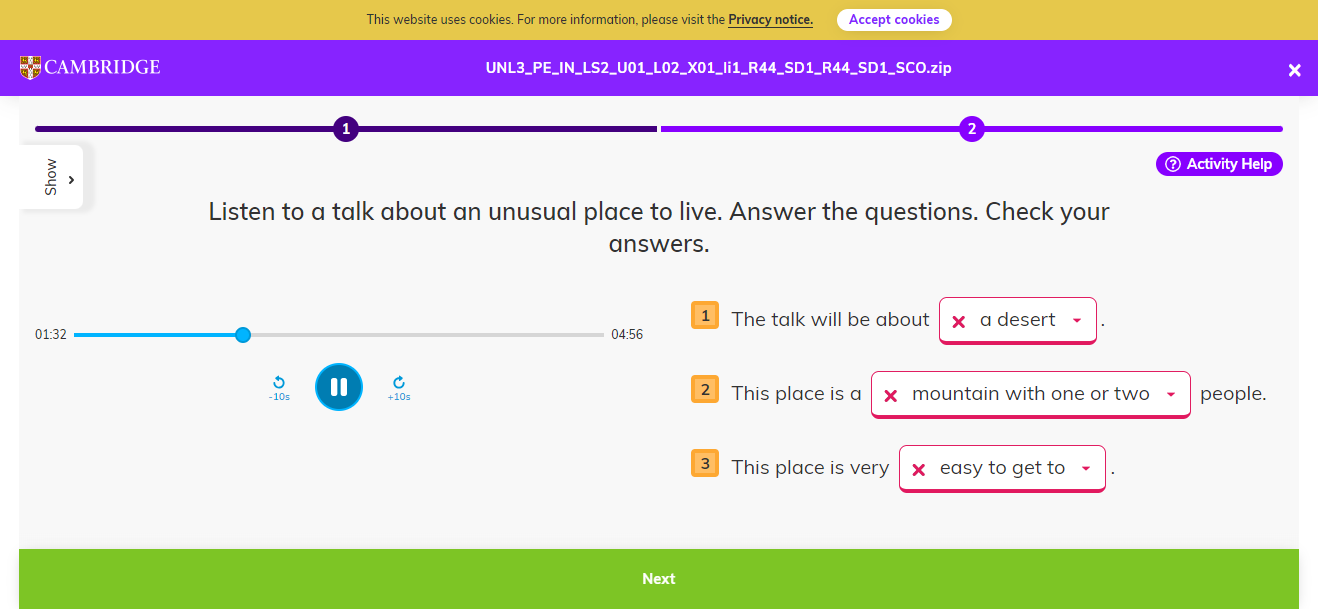 This website uses cookies. For more information, please visit the Privacy notice. Accept cookies
CAMBRIDGE UNL3_PE_IN_LS2_U01_L02_X01_li1_R44_SD1_R44_SD1_SCO.zip
1 2
Show
Activity Help
Listen to a talk about an unusual place to live. Answer the questions. Check your
answers.
01:32 04:56
-10s +10s
1 The talk will be about a desert .
2 This place is a mountain with one or two people.
3 This place is very easy to get to .
Next